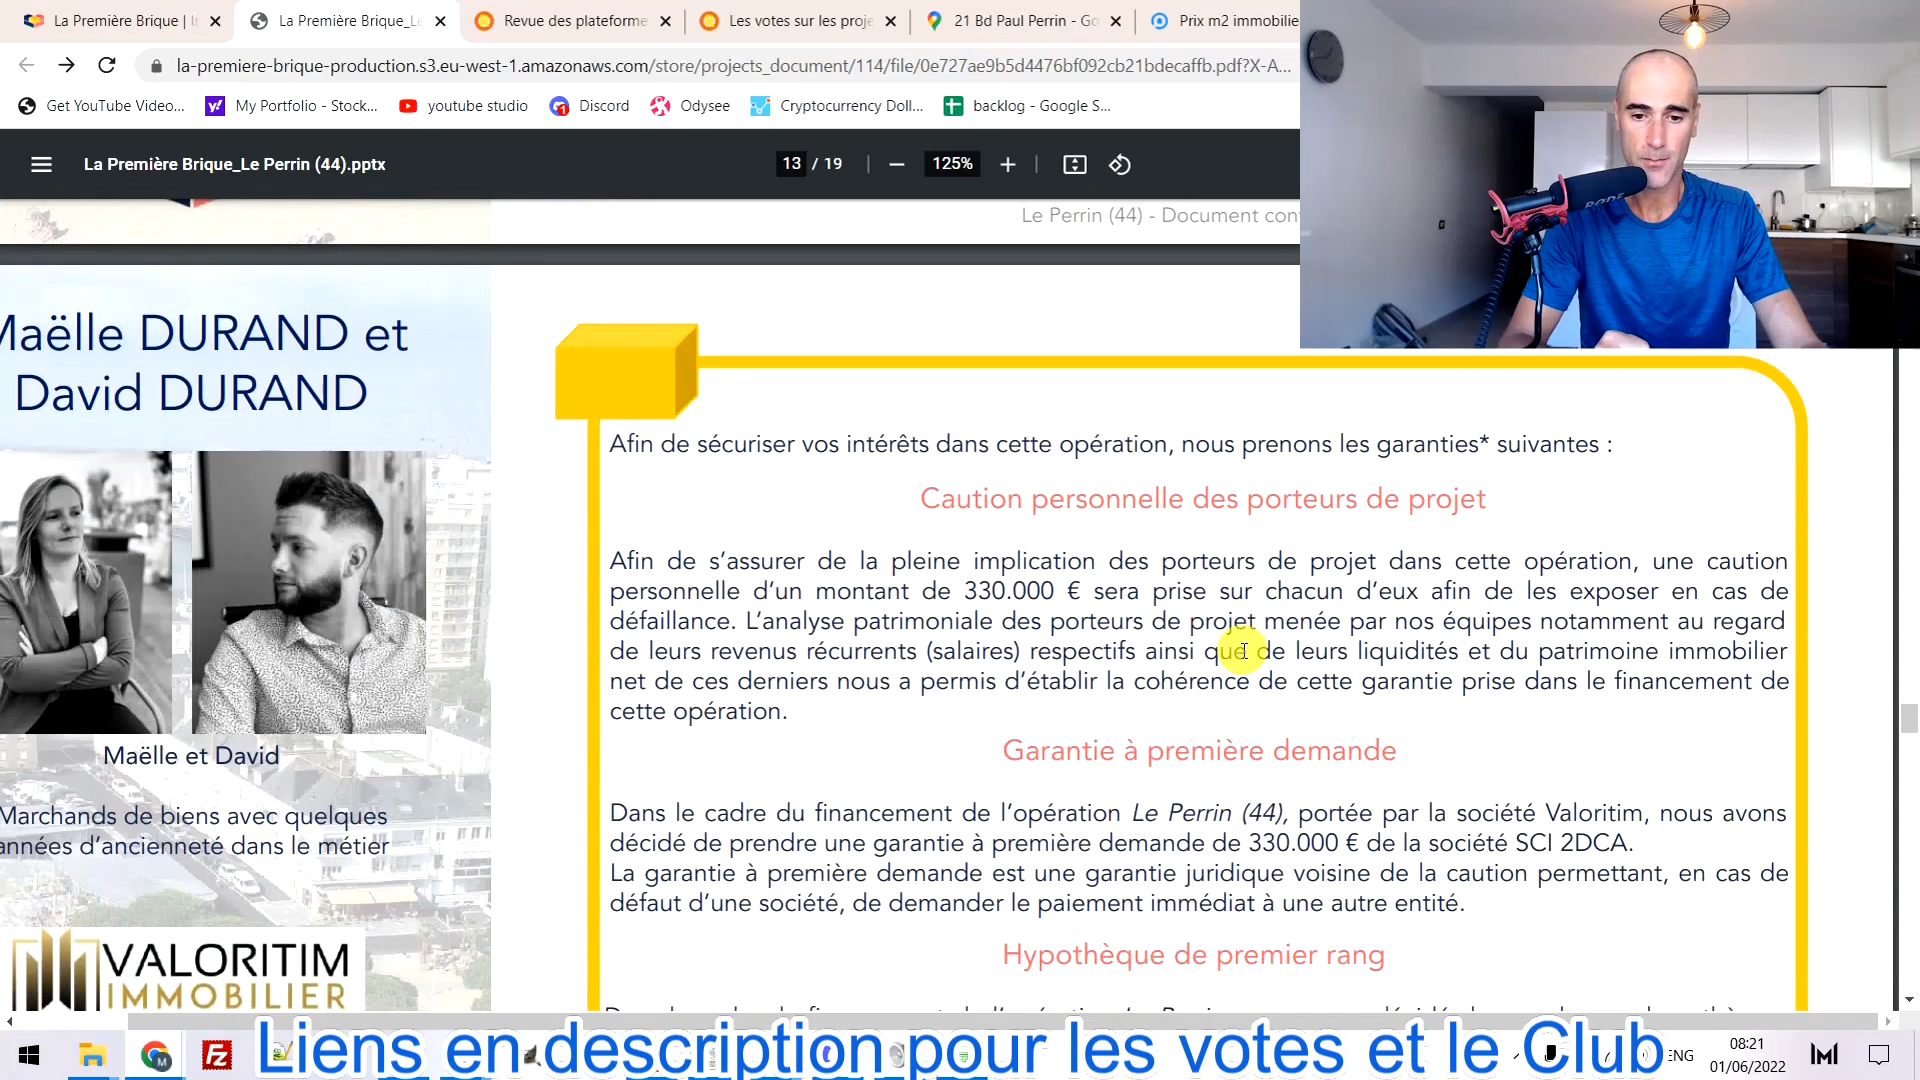 La Première Brique | I
La Première Brique_Le
Revue des plateforme
Les votes sur les proje
21 Bd Paul Perrin - Go
Prix m2 immobilie
la-premiere-brique-production.s3.eu-west-1.amazonaws.com/store/projects_document/114/file/0e727ae9b5d4476bf092cb21bdecaffb.pdf?X-A...
Get YouTube Video...
My Portfolio - Stock...
youtube studio
Discord
Odysee
Cryptocurrency Doll...
backlog - Google S...
La Première Brique_Le Perrin (44).pptx
13 / 19
125%
Le Perrin (44) - Document con
Maëlle DURAND et
David DURAND
Maëlle et David
Marchands de biens avec quelques
années d'ancienneté dans le métier
VALORITIM
IMMOBILIER
Afin de sécuriser vos intérêts dans cette opération, nous prenons les garanties* suivantes :
Caution personnelle des porteurs de projet
Afin de s'assurer de la pleine implication des porteurs de projet dans cette opération, une caution
personnelle d'un montant de 330.000 € sera prise sur chacun d'eux afin de les exposer en cas de
défaillance. L'analyse patrimoniale des porteurs de projet menée par nos équipes notamment au regard
de leurs revenus récurrents (salaires) respectifs ainsi que de leurs liquidités et du patrimoine immobilier
net de ces derniers nous a permis d'établir la cohérence de cette garantie prise dans le financement de
cette opération.
Garantie à première demande
Dans le cadre du financement de l'opération Le Perrin (44), portée par la société Valoritim, nous avons
décidé de prendre une garantie à première demande de 330.000 € de la société SCI 2DCA.
La garantie à première demande est une garantie juridique voisine de la caution permettant, en cas de
défaut d'une société, de demander le paiement immédiat à une autre entité.
Hypothèque de premier rang
RODE
Liens en description pour les votes et le Club
ENG
08:21
01/06/2022